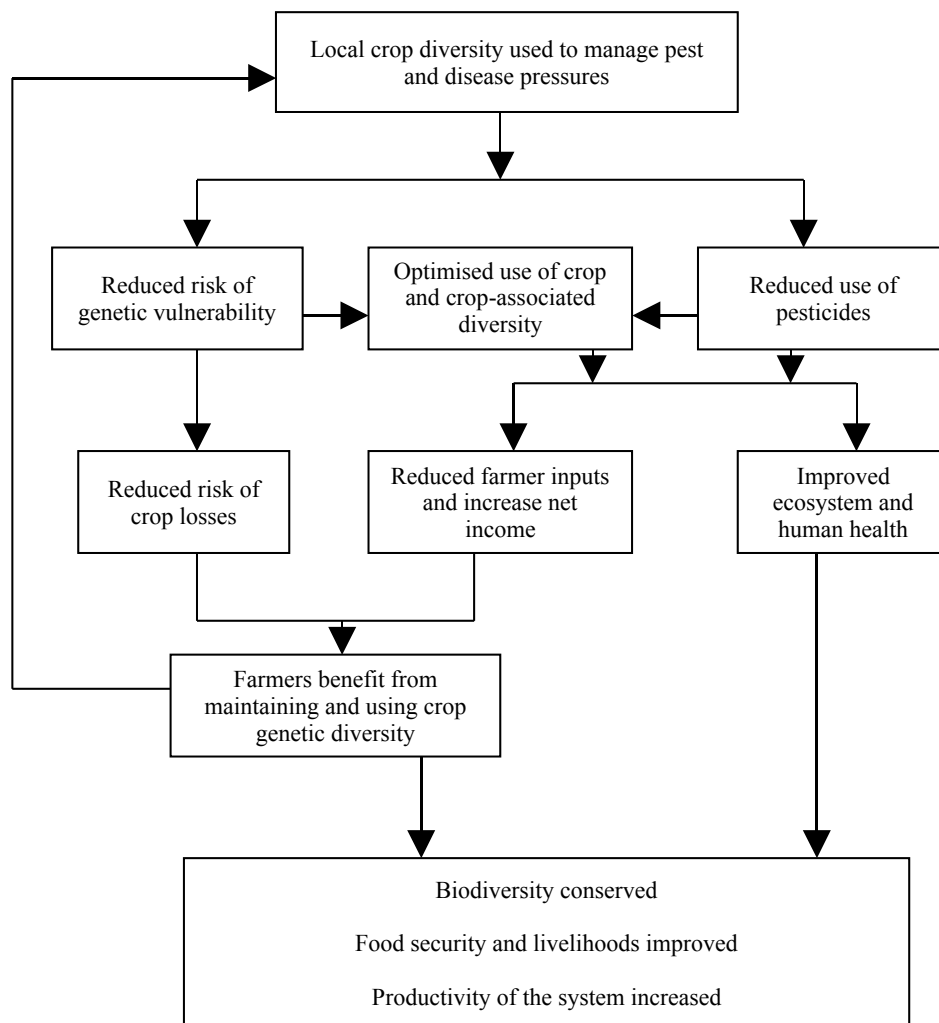 Local crop diversity used to manage pest
and disease pressures
Reduced risk of
genetic vulnerability
Optimised use of crop
and crop-associated
diversity
Reduced use of
pesticides
Reduced risk of
crop losses
Reduced farmer inputs
and increase net
income
Improved
ecosystem and
human health
Farmers benefit from
maintaining and using crop
genetic diversity
Biodiversity conserved
Food security and livelihoods improved
Productivity of the system increased